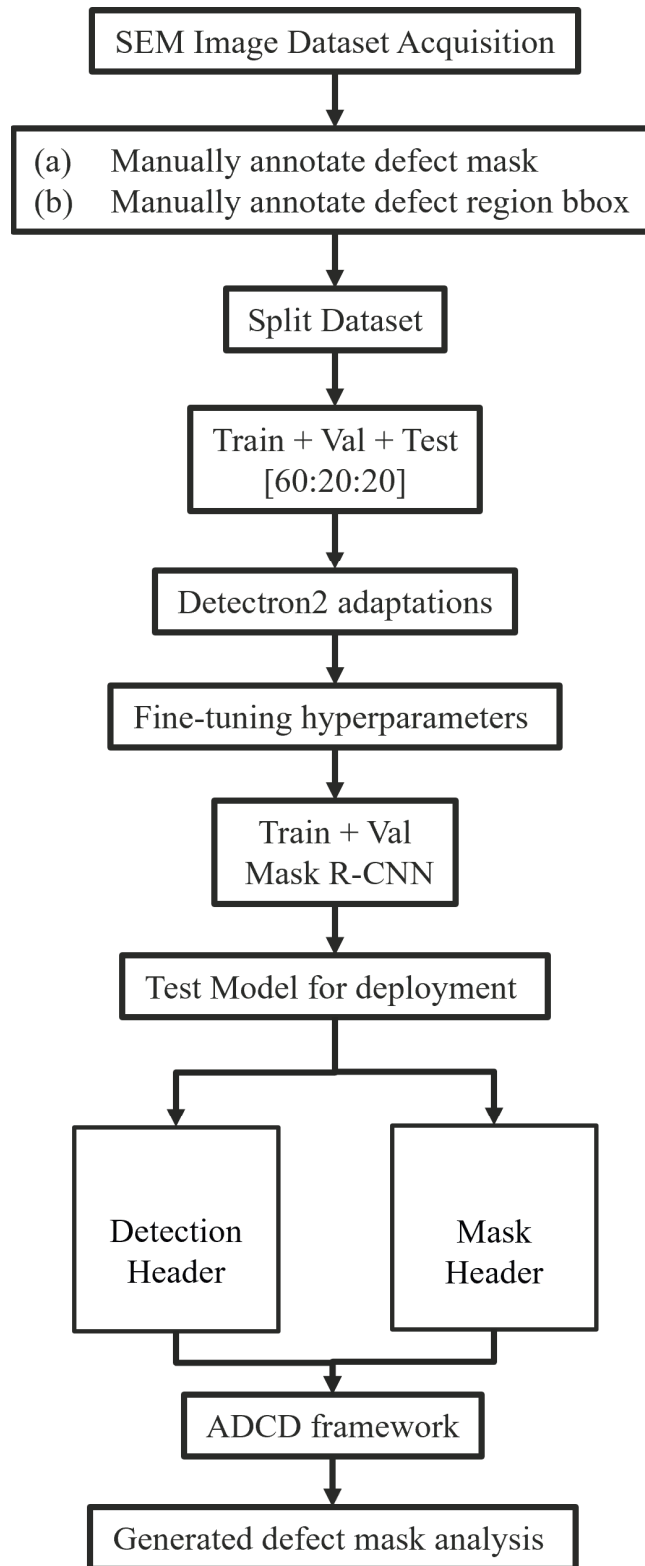 SEM Image Dataset Acquisition
(a) Manually annotate defect mask
(b) Manually annotate defect region bbox
Split Dataset
Train + Val + Test
[60:20:20]
Detectron2 adaptations
Fine-tuning hyperparameters
Train + Val
Mask R-CNN
Test Model for deployment
Detection
Header
Mask
Header
ADCD framework
Generated defect mask analysis